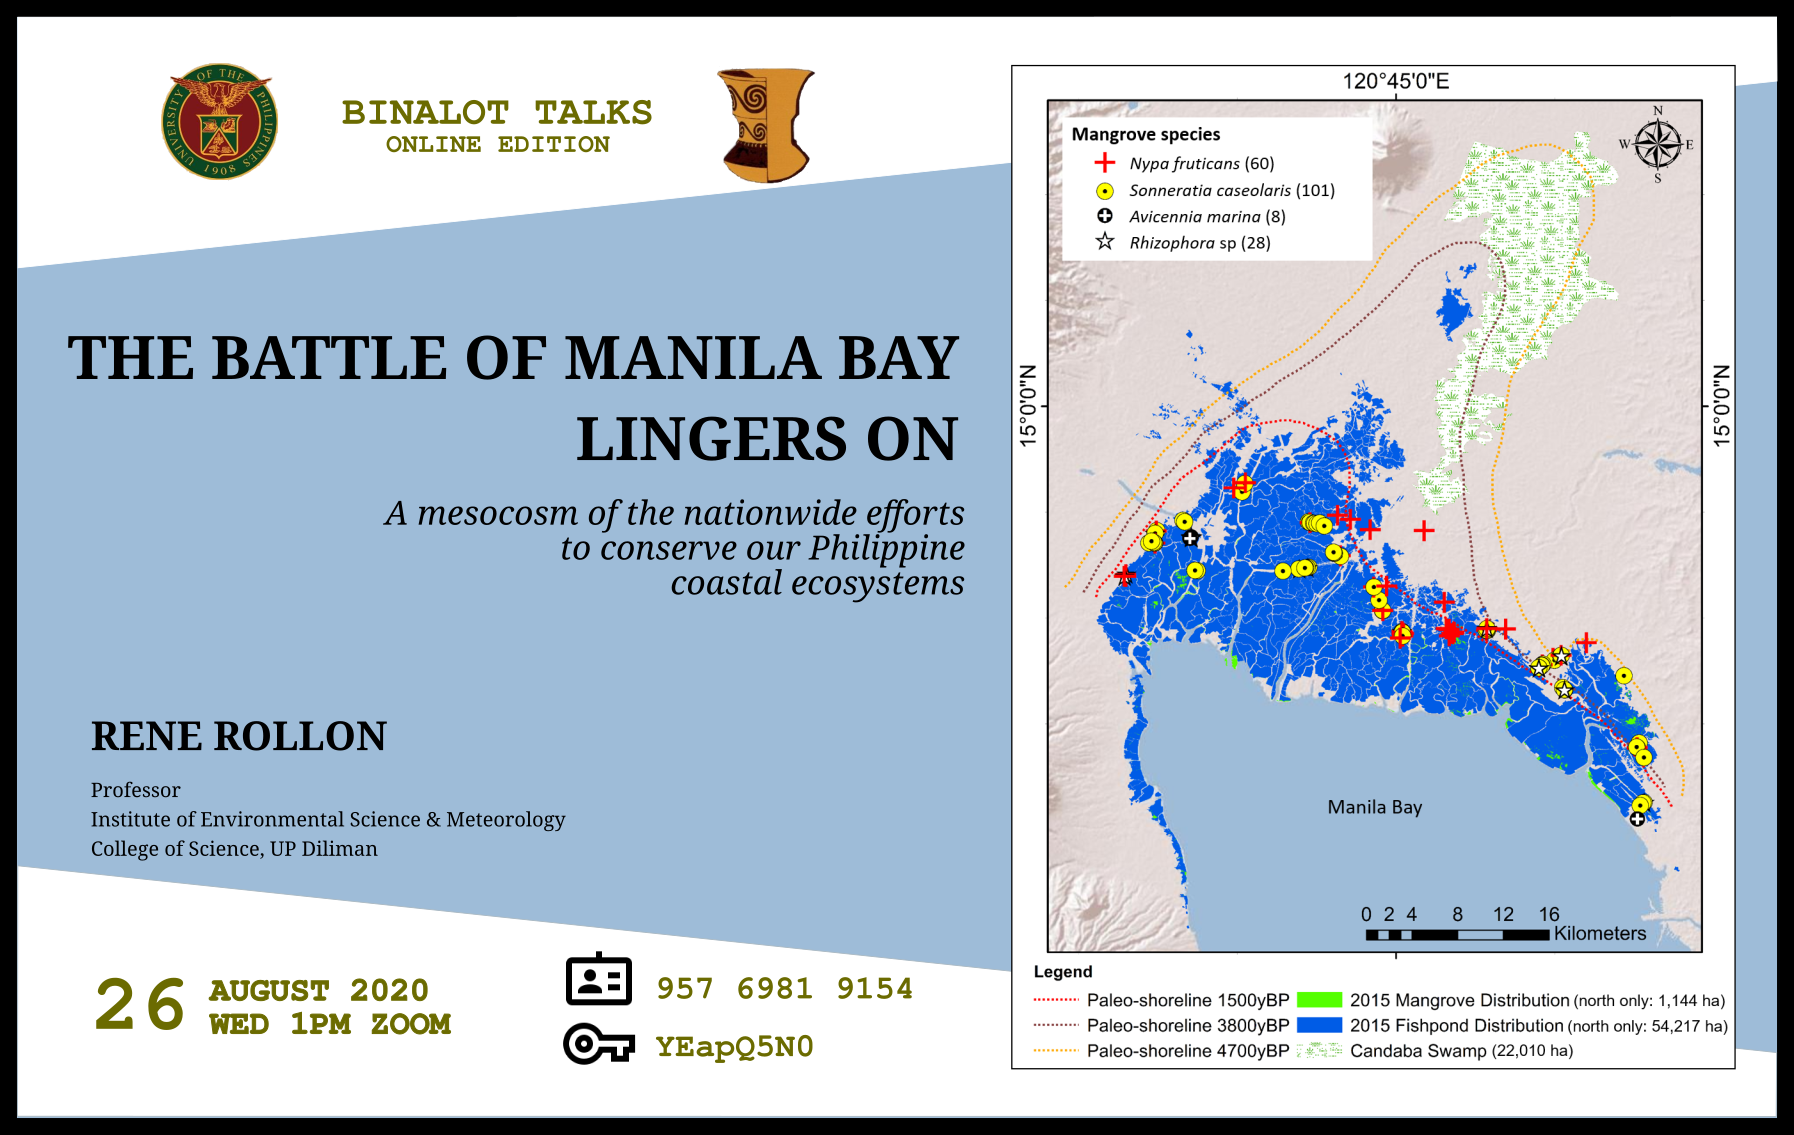 UNIVERSITY OF THE PHILIPPINES
1908
BINALOT TALKS
ONLINE EDITION
THE BATTLE OF MANILA BAY
LINGERS ON
A mesocosm of the nationwide efforts
to conserve our Philippine
coastal ecosystems
RENE ROLLON
Professor
Institute of Environmental Science & Meteorology
College of Science, UP Diliman
26
AUGUST 2020
WED 1PM ZOOM
957 6981 9154
YEapQ5N0
120°45'0"E
Mangrove species
Nypa fruticans (60)
Sonneratia caseolaris (101)
Avicennia marina (8)
Rhizophora sp (28)
N
W E
S
15°0'0"N
15°0'0"N
Manila Bay
0 2 4 8 12 16
Kilometers
Legend
Paleo-shoreline 1500yBP
Paleo-shoreline 3800yBP
Paleo-shoreline 4700yBP
2015 Mangrove Distribution (north only: 1,144 ha)
2015 Fishpond Distribution (north only: 54,217 ha)
Candaba Swamp (22,010 ha)